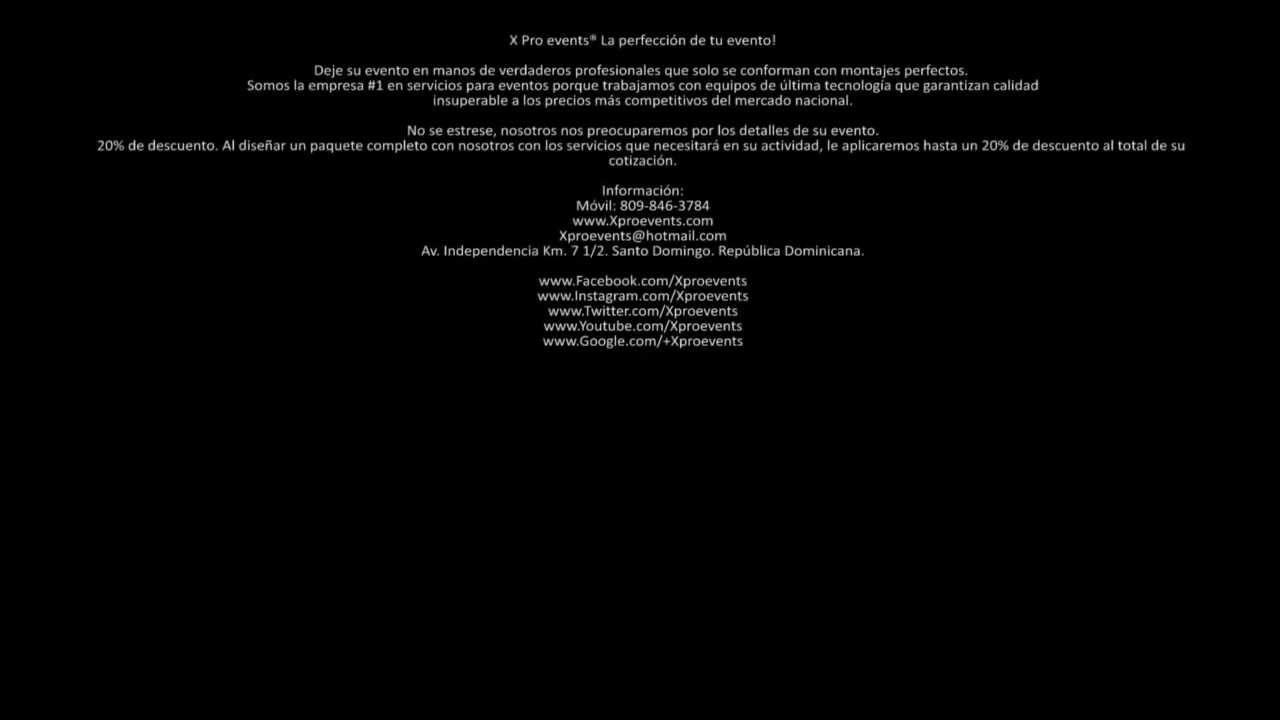 X Pro events® La perfección de tu evento!
Deje su evento en manos de verdaderos profesionales que solo se conforman con montajes perfectos.
Somos la empresa #1 en servicios para eventos porque trabajamos con equipos de última tecnología que garantizan calidad
insuperable a los precios más competitivos del mercado nacional.
No se estrese, nosotros nos preocuparemos por los detalles de su evento.
20% de descuento. Al diseñar un paquete completo con nosotros con los servicios que necesitará en su actividad, le aplicaremos hasta un 20% de descuento al total de su
cotización.
Información:
Móvil: 809-846-3784
www.Xproevents.com
Xproevents@hotmail.com
Av. Independencia Km. 7 1/2. Santo Domingo. República Dominicana.
www.Facebook.com/Xproevents
www.Instagram.com/Xproevents
www.Twitter.com/Xproevents
www.Youtube.com/Xproevents
www.Google.com/+Xproevents